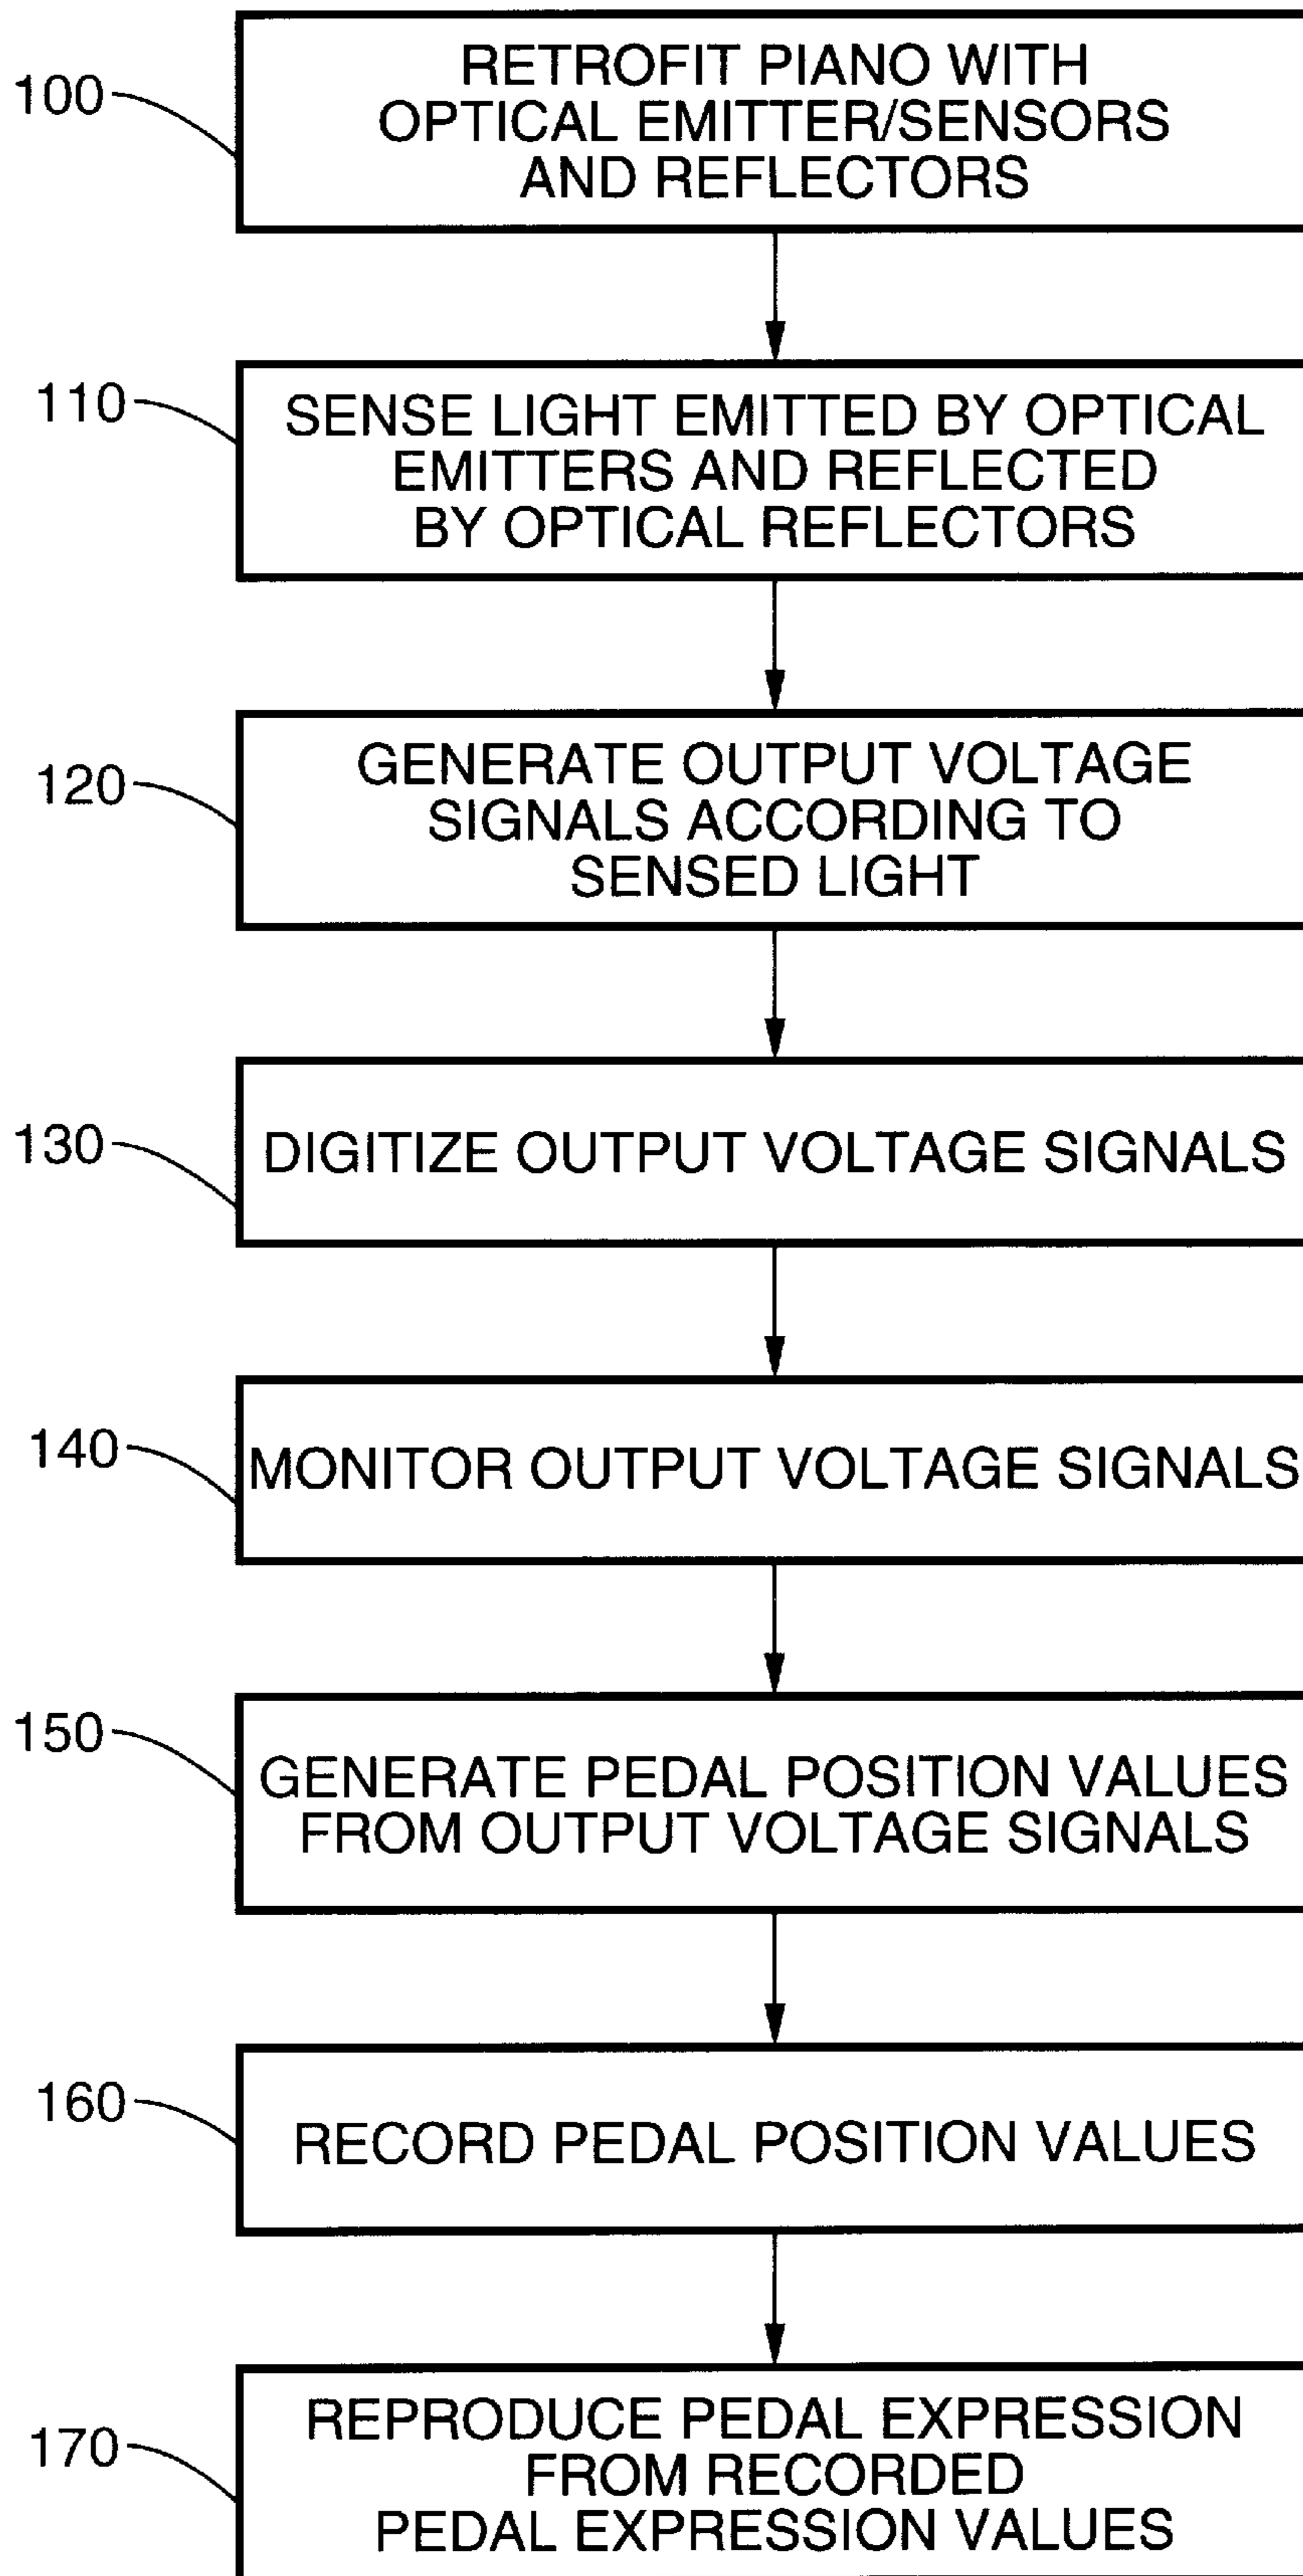 100
RETROFIT PIANO WITH
OPTICAL EMITTER/SENSORS
AND REFLECTORS
110
SENSE LIGHT EMITTED BY OPTICAL
EMITTERS AND REFLECTED
BY OPTICAL REFLECTORS
120
GENERATE OUTPUT VOLTAGE
SIGNALS ACCORDING TO
SENSED LIGHT
130
DIGITIZE OUTPUT VOLTAGE SIGNALS
140
MONITOR OUTPUT VOLTAGE SIGNALS
150
GENERATE PEDAL POSITION VALUES
FROM OUTPUT VOLTAGE SIGNALS
160
RECORD PEDAL POSITION VALUES
170
REPRODUCE PEDAL EXPRESSION
FROM RECORDED
PEDAL EXPRESSION VALUES